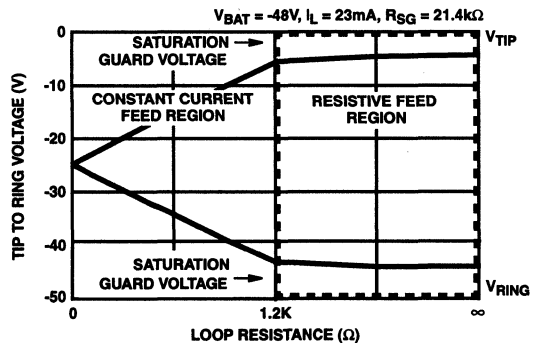 V_BAT = -48V, I_L = 23mA, R_SG = 21.4kΩ
0
SATURATION
GUARD VOLTAGE →
V_TIP
-10
CONSTANT CURRENT
FEED REGION
RESISTIVE FEED
REGION
-20
-30
-40
SATURATION
GUARD VOLTAGE →
-50
V_RING
0
1.2K
∞
LOOP RESISTANCE (Ω)
TIP TO RING VOLTAGE (V)